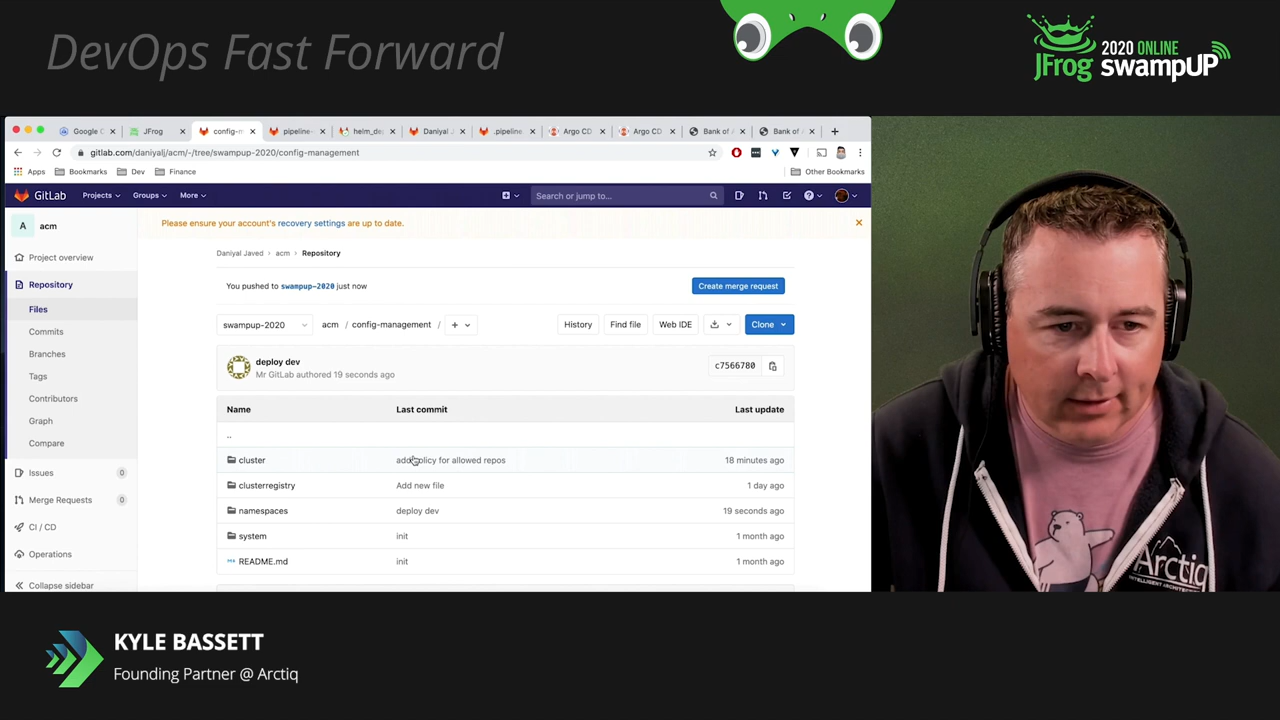 DevOps Fast Forward
JFrog
2020 ONLINE
swampUP
Google C
JFrog
config-m
pipeline-
helm_de
Daniyal J
.pipeline
Argo CD
Argo CD
Bank of A
Bank of A
gitlab.com/daniyalj/acm/-/tree/swampup-2020/config-management
Apps
Bookmarks
Dev
Finance
Other Bookmarks
GitLab
Projects
Groups
More
Search or jump to...
A
acm
Please ensure your account's recovery settings are up to date.
Project overview
Repository
Files
Commits
Branches
Tags
Contributors
Graph
Compare
Issues 0
Merge Requests 0
CI / CD
Operations
Collapse sidebar
Daniyal Javed > acm > Repository
You pushed to swampup-2020 just now
Create merge request
swampup-2020
acm / config-management /
History
Find file
Web IDE
Clone
deploy dev
Mr GitLab authored 19 seconds ago
c7566780
Name Last commit Last update
..
cluster add policy for allowed repos 18 minutes ago
clusterregistry Add new file 1 day ago
namespaces deploy dev 19 seconds ago
system init 1 month ago
README.md init 1 month ago
Arctiq
KYLE BASSETT
Founding Partner @ Arctiq